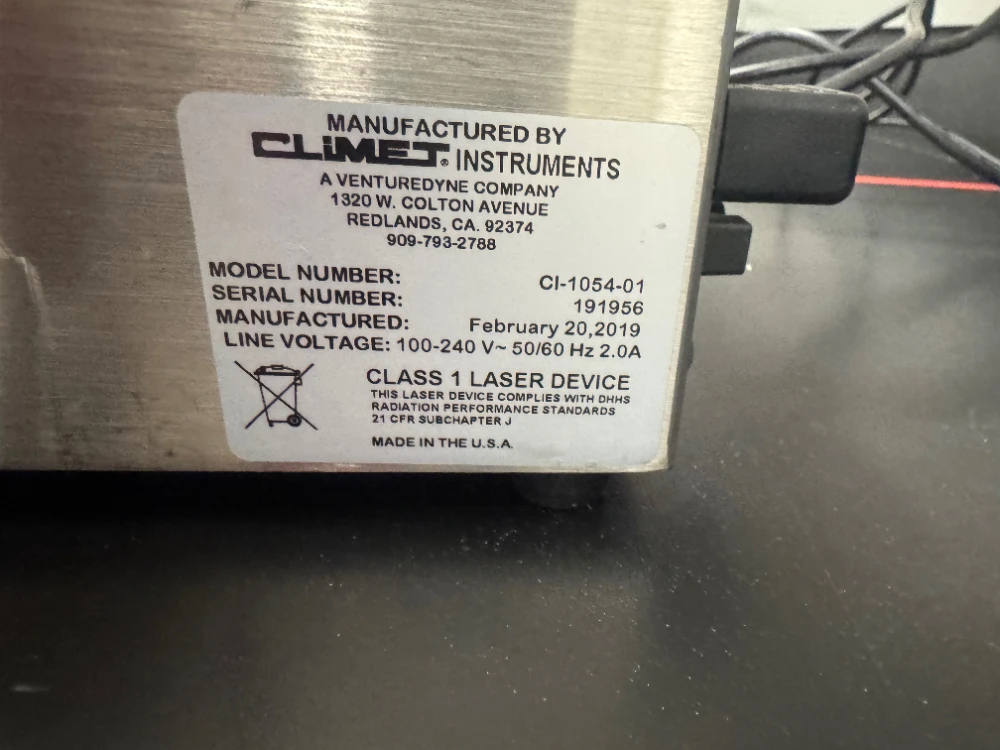 MANUFACTURED BY
CLiMET® INSTRUMENTS
A VENTUREDYNE COMPANY
1320 W. COLTON AVENUE
REDLANDS, CA. 92374
909-793-2788
MODEL NUMBER: CI-1054-01
SERIAL NUMBER: 191956
MANUFACTURED: February 20,2019
LINE VOLTAGE: 100-240 V~ 50/60 Hz 2.0A
CLASS 1 LASER DEVICE
THIS LASER DEVICE COMPLIES WITH DHHS
RADIATION PERFORMANCE STANDARDS
21 CFR SUBCHAPTER J
MADE IN THE U.S.A.